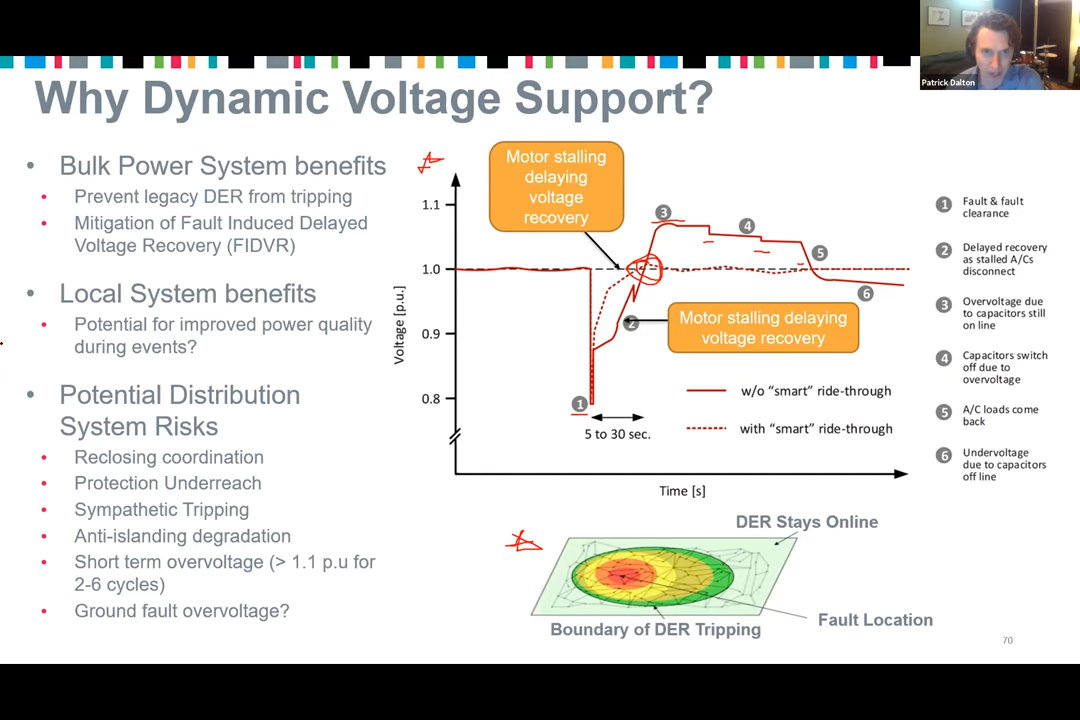 Patrick Dalton
Why Dynamic Voltage Support?
• Bulk Power System benefits
• Prevent legacy DER from tripping
• Mitigation of Fault Induced Delayed
Voltage Recovery (FIDVR)
• Local System benefits
• Potential for improved power quality
during events?
• Potential Distribution
System Risks
• Reclosing coordination
• Protection Underreach
• Sympathetic Tripping
• Anti-islanding degradation
• Short term overvoltage (> 1.1 p.u for
2-6 cycles)
• Ground fault overvoltage?
Motor stalling
delaying
voltage
recovery
Voltage [p.u.]
1.1
1.0
0.9
0.8
1
2
3
4
5
6
Motor stalling delaying
voltage recovery
w/o “smart” ride-through
with “smart” ride-through
5 to 30 sec.
Time [s]
1 Fault & fault
clearance
2 Delayed recovery
as stalled A/Cs
disconnect
3 Overvoltage due
to capacitors still
on line
4 Capacitors switch
off due to
overvoltage
5 A/C loads come
back
6 Undervoltage
due to capacitors
off line
DER Stays Online
Fault Location
Boundary of DER Tripping
70